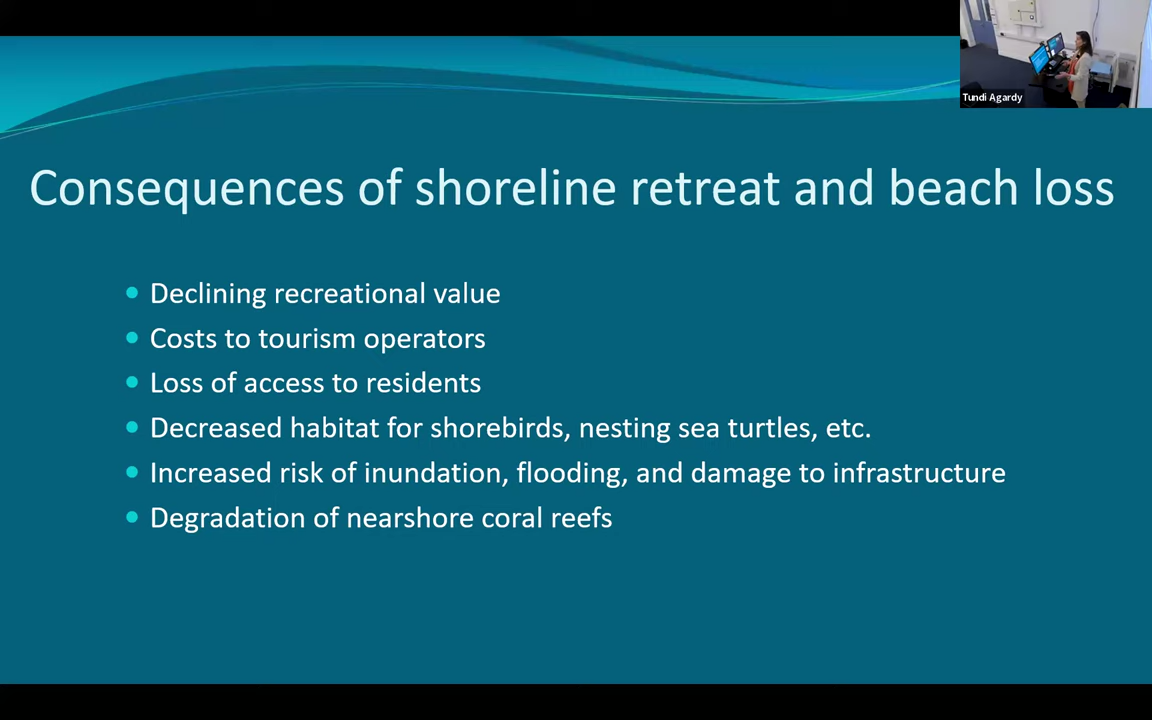 Tundi Agardy
Consequences of shoreline retreat and beach loss
Declining recreational value
Costs to tourism operators
Loss of access to residents
Decreased habitat for shorebirds, nesting sea turtles, etc.
Increased risk of inundation, flooding, and damage to infrastructure
Degradation of nearshore coral reefs